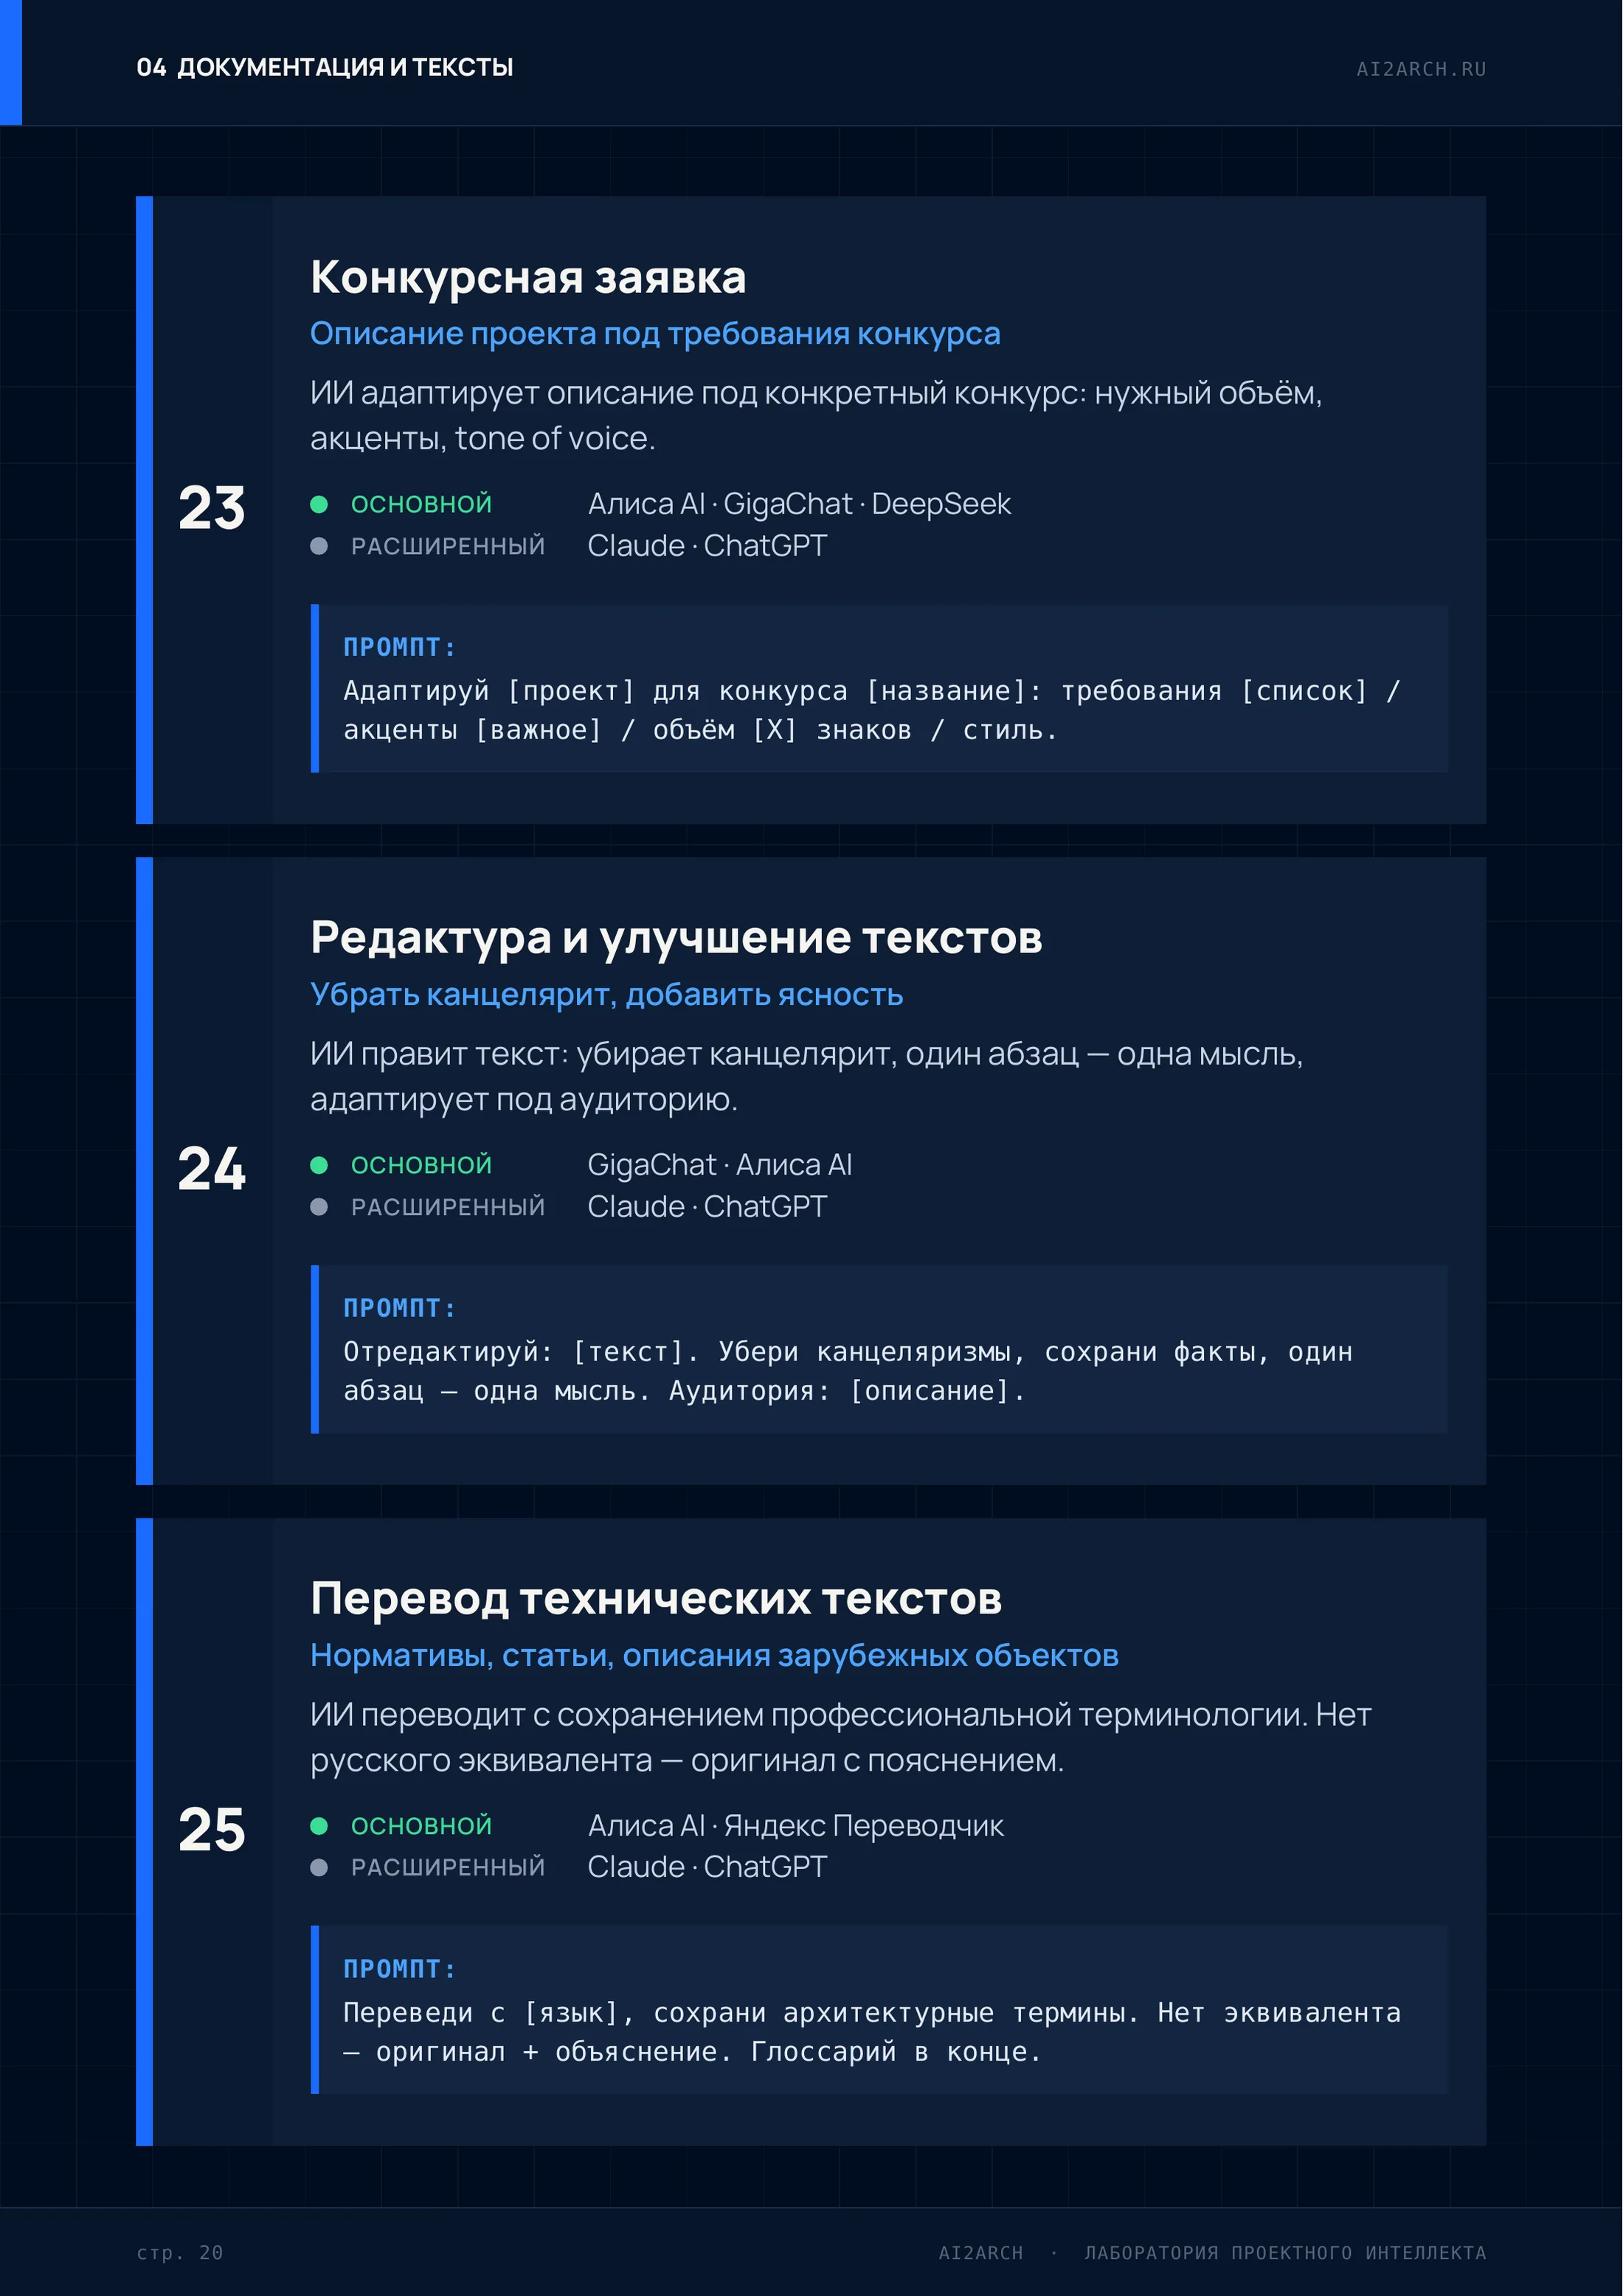 04 ДОКУМЕНТАЦИЯ И ТЕКСТЫ
AI2ARCH.RU
Конкурсная заявка
Описание проекта под требования конкурса
ИИ адаптирует описание под конкретный конкурс: нужный объём,
акценты, tone of voice.
23
ОСНОВНОЙ Алиса AI · GigaChat · DeepSeek
РАСШИРЕННЫЙ Claude · ChatGPT
ПРОМПТ:
Адаптируй [проект] для конкурса [название]: требования [список] /
акценты [важное] / объём [X] знаков / стиль.
Редактура и улучшение текстов
Убрать канцелярит, добавить ясность
ИИ правит текст: убирает канцелярит, один абзац — одна мысль,
адаптирует под аудиторию.
24
ОСНОВНОЙ GigaChat · Алиса AI
РАСШИРЕННЫЙ Claude · ChatGPT
ПРОМПТ:
Отредактируй: [текст]. Убери канцеляризмы, сохрани факты, один
абзац — одна мысль. Аудитория: [описание].
Перевод технических текстов
Нормативы, статьи, описания зарубежных объектов
ИИ переводит с сохранением профессиональной терминологии. Нет
русского эквивалента — оригинал с пояснением.
25
ОСНОВНОЙ Алиса AI · Яндекс Переводчик
РАСШИРЕННЫЙ Claude · ChatGPT
ПРОМПТ:
Переведи с [язык], сохрани архитектурные термины. Нет эквивалента
— оригинал + объяснение. Глоссарий в конце.
стр. 20
AI2ARCH · ЛАБОРАТОРИЯ ПРОЕКТНОГО ИНТЕЛЛЕКТА